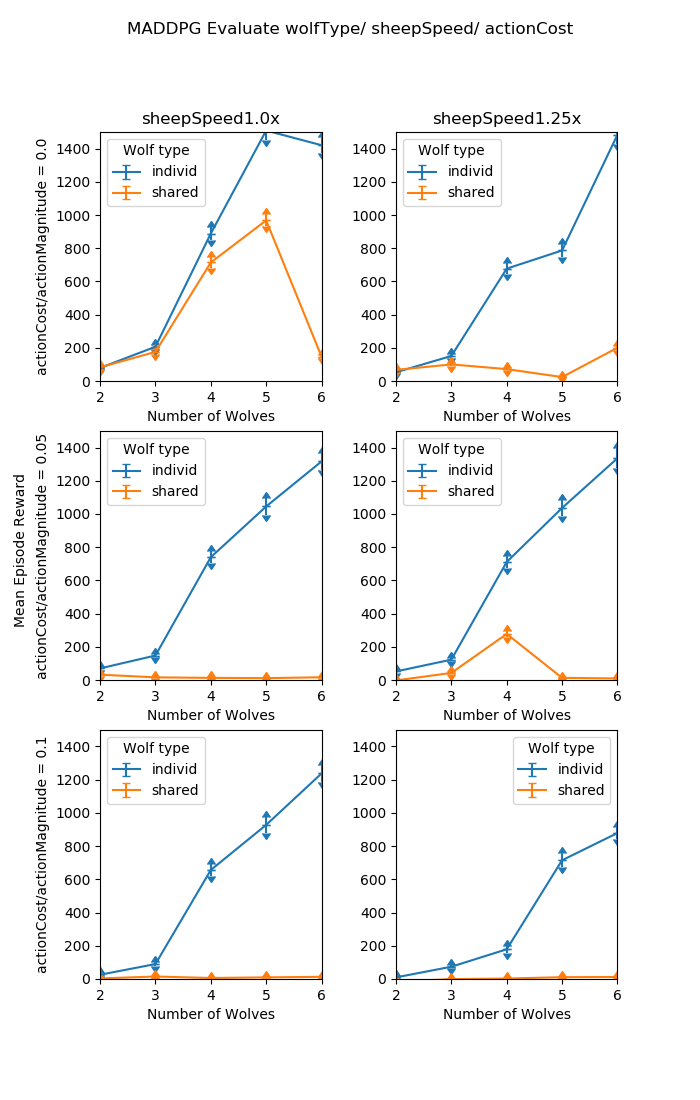 MADDPG Evaluate wolfType/ sheepSpeed/ actionCost
sheepSpeed1.0x
actionCost/actionMagnitude = 0.0
1400
1200
1000
800
600
400
200
0
Wolf type
individ
shared
2 3 4 5 6
Number of Wolves
sheepSpeed1.25x
1400
1200
1000
800
600
400
200
0
Wolf type
individ
shared
2 3 4 5 6
Number of Wolves
Mean Episode Reward
actionCost/actionMagnitude = 0.05
1400
1200
1000
800
600
400
200
0
Wolf type
individ
shared
2 3 4 5 6
Number of Wolves
1400
1200
1000
800
600
400
200
0
Wolf type
individ
shared
2 3 4 5 6
Number of Wolves
actionCost/actionMagnitude = 0.1
1400
1200
1000
800
600
400
200
0
Wolf type
individ
shared
2 3 4 5 6
Number of Wolves
1400
1200
1000
800
600
400
200
0
Wolf type
individ
shared
2 3 4 5 6
Number of Wolves